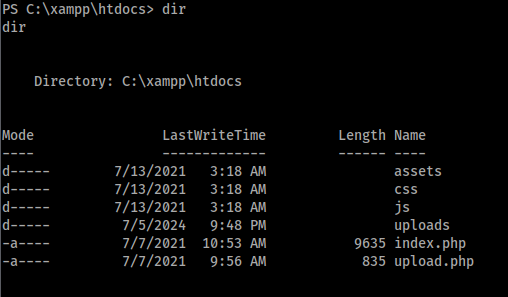 PS C:\xampp\htdocs> dir
dir
Directory: C:\xampp\htdocs
Mode LastWriteTime Length Name
---- ------------- ------ ----
d----- 7/13/2021 3:18 AM assets
d----- 7/13/2021 3:18 AM css
d----- 7/13/2021 3:18 AM js
d----- 7/5/2024 9:48 PM uploads
-a---- 7/7/2021 10:53 AM 9635 index.php
-a---- 7/7/2021 9:56 AM 835 upload.php